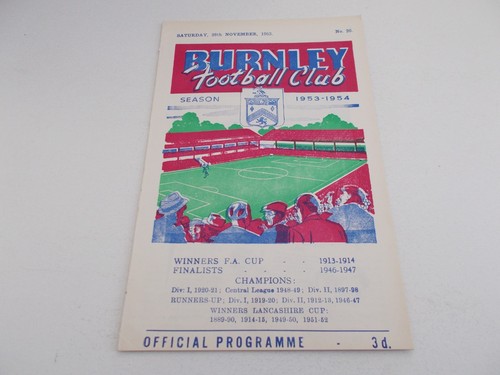 SATURDAY, 28th NOVEMBER, 1953 No. 20
BURNLEY
Football Club
SEASON 1953-1954
WINNERS F.A. CUP - - 1913-1914
FINALISTS - - - - 1946-1947
CHAMPIONS:
Div: I, 1920-21; Central League 1948-49; Div: II, 1897-98
RUNNERS-UP; Div: I, 1919-20; Div: II, 1912-13, 1946-47
WINNERS LANCASHIRE CUP:
1889-90, 1914-15, 1949-50, 1951-52
OFFICIAL PROGRAMME - 3d.